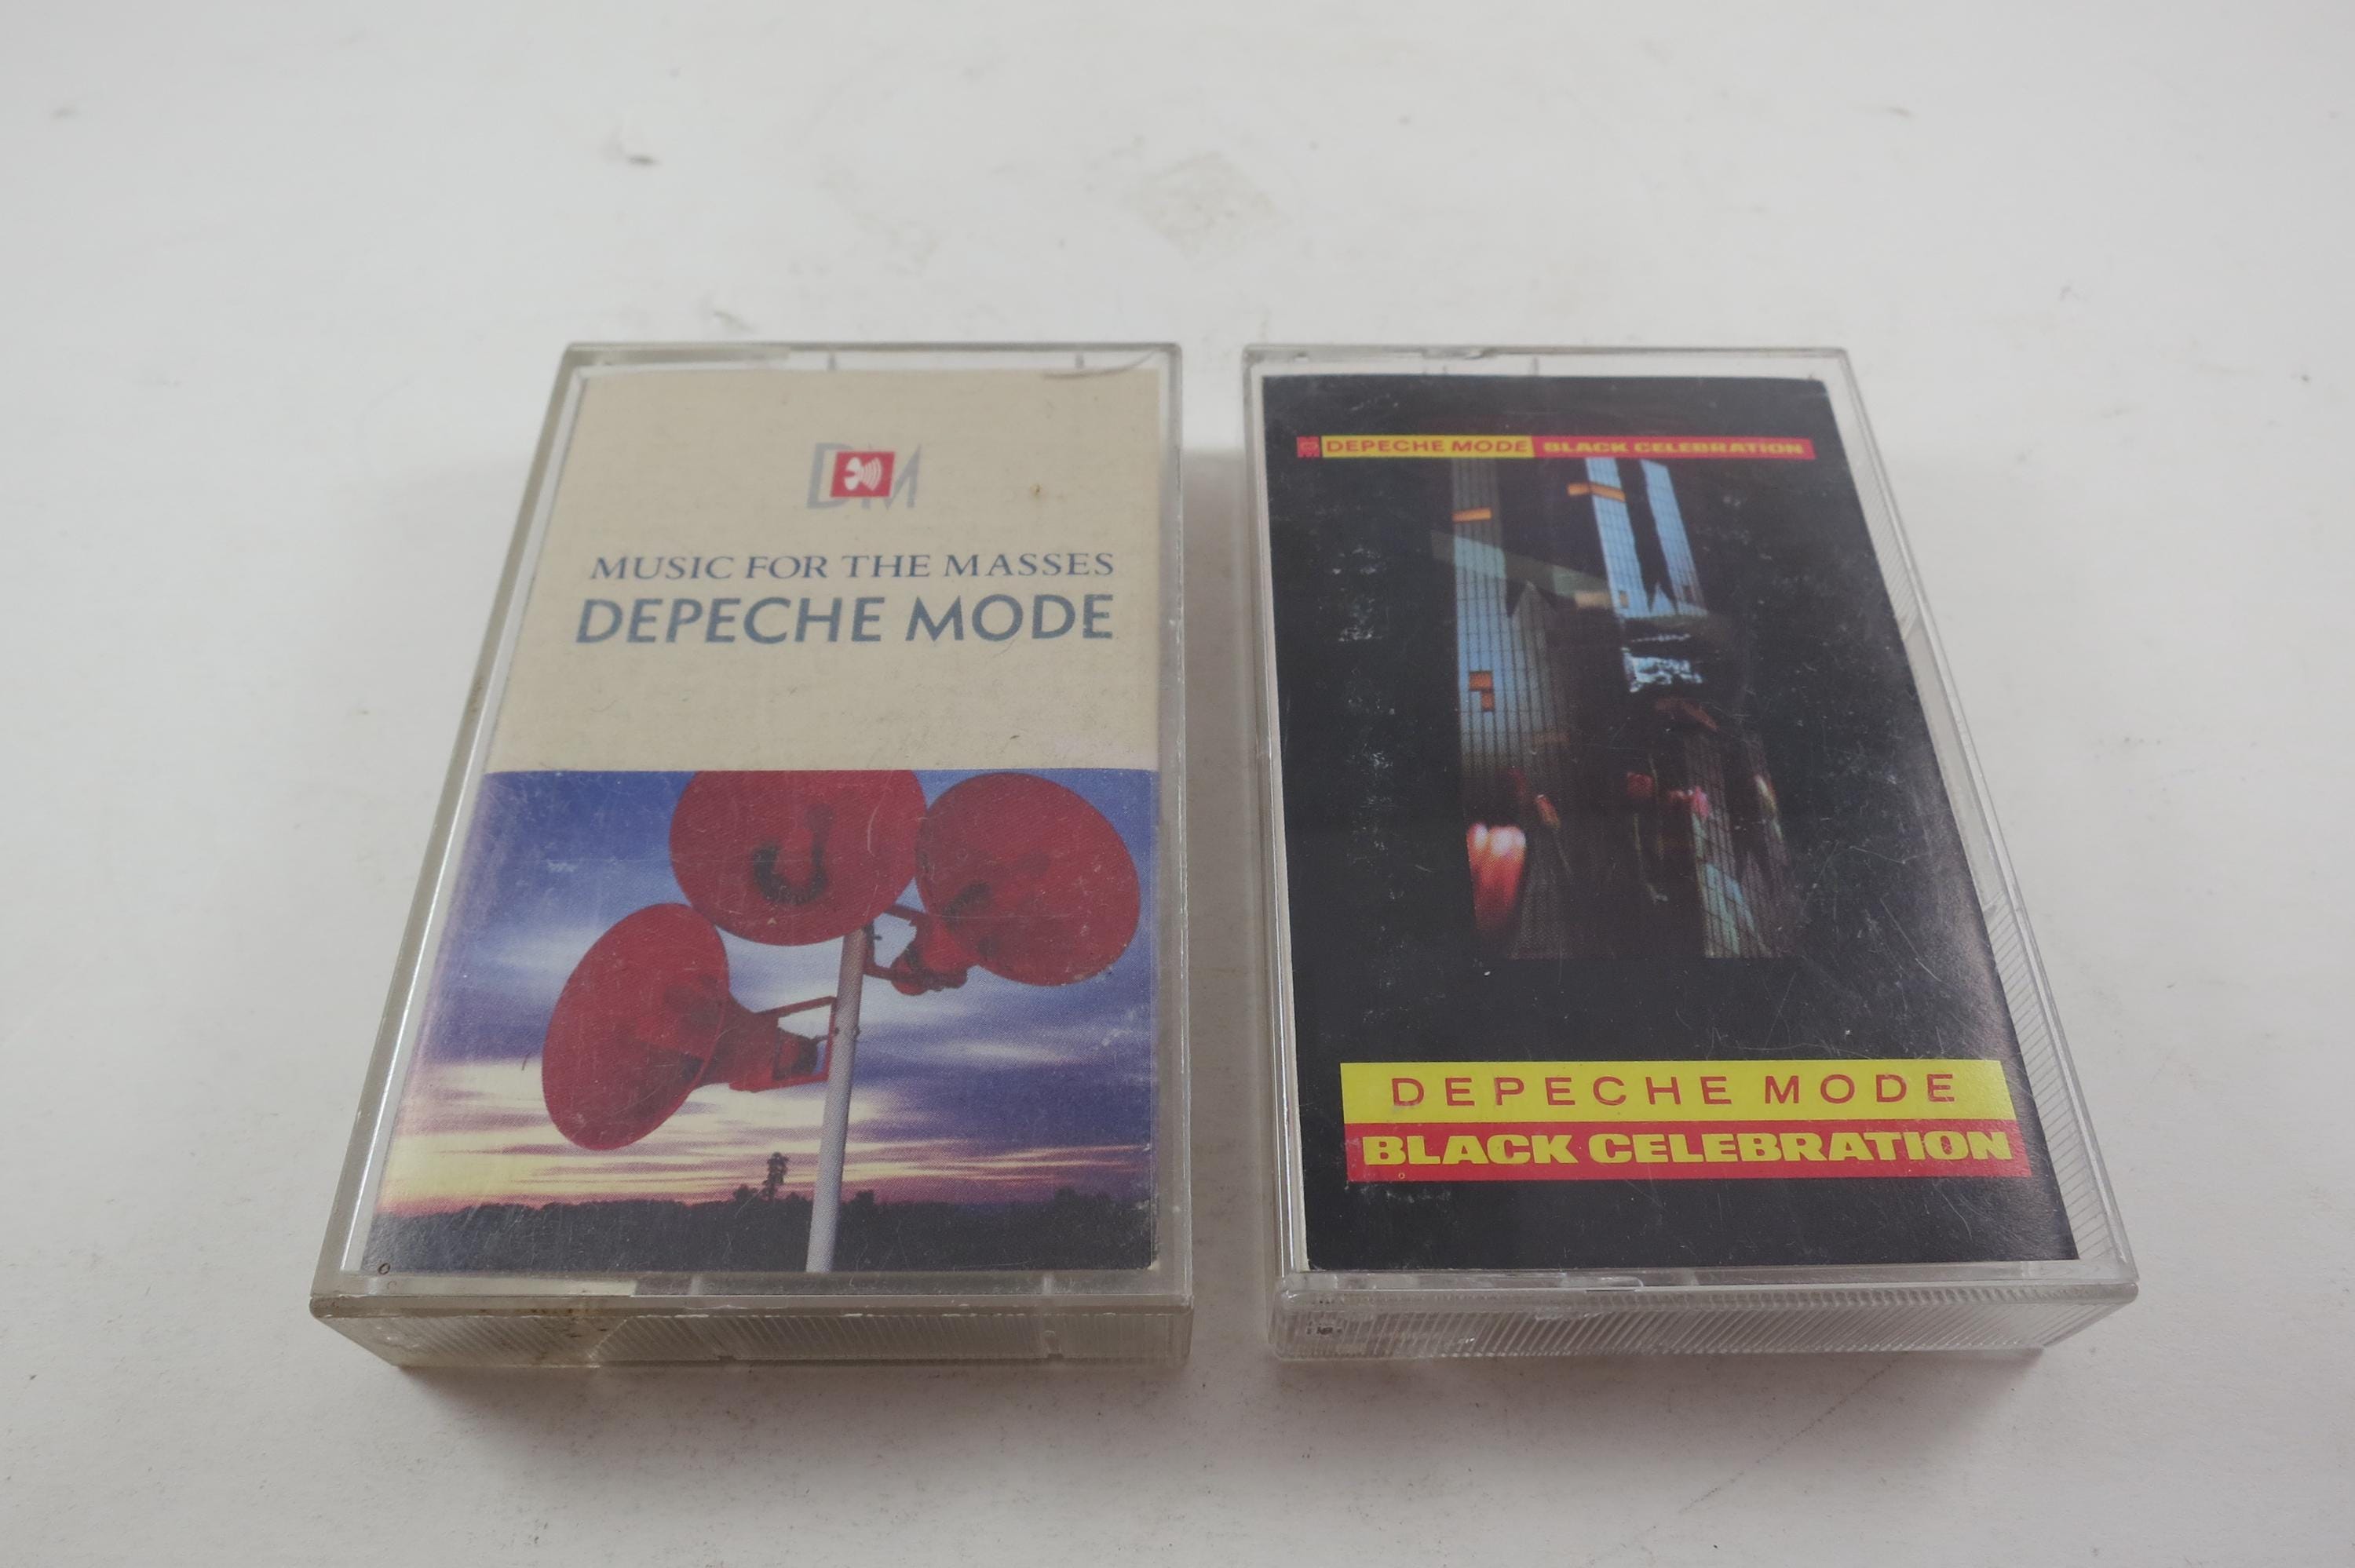 DM
MUSIC FOR THE MASSES
DEPECHE MODE
DEPECHE MODE BLACK CELEBRATION
DEPECHE MODE
BLACK CELEBRATION